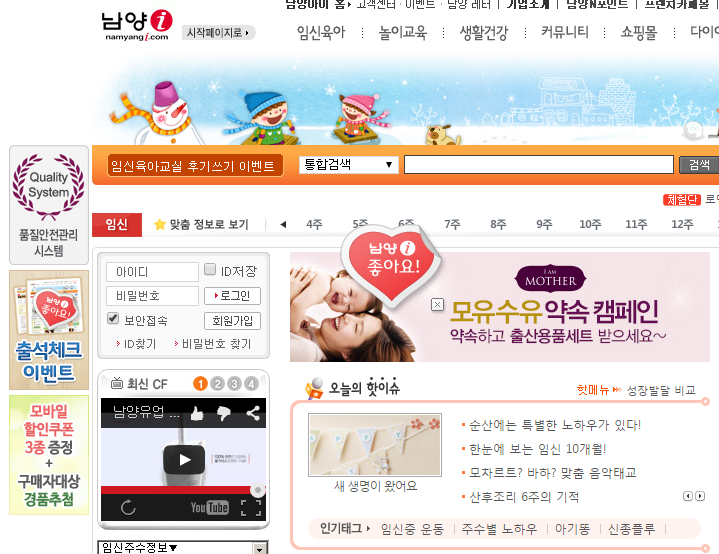 남양i
namyangi.com
시작페이지로
남양아이 홈 고객센터 · 이벤트 · 남양 레터 | 기업소개 | 남양N포인트 | 프랜차카페몰
임신육아 놀이교육 생활건강 커뮤니티 쇼핑몰
임신육아교실 후기쓰기 이벤트 통합검색 검색
체험단
임신 맞춤 정보로 보기 4주 5주 6주 7주 8주 9주 10주 11주 12주
Quality
System
품질안전관리
시스템
남양i
좋아요!
출석체크
이벤트
모바일
할인쿠폰
3종 증정
+
구매자대상
경품추첨
아이디 ID저장
비밀번호 로그인
보안접속 회원가입
ID찾기 비밀번호 찾기
남양i
좋아요!
I AM
MOTHER
모유수유 약속 캠페인
약속하고 출산용품세트 받으세요~
최신 CF 1 2 3 4
남양유업 ...
YouTube
임신주수정보▼
오늘의 핫이슈 핫메뉴 성장발달 비교
새 생명이 왔어요
순산에는 특별한 노하우가 있다!
한눈에 보는 임신 10개월!
모차르트? 바하? 맞춤 음악태교
산후조리 6주의 기적
인기태그 임신중 운동 | 주수별 노하우 | 아기똥 | 신종플루 |